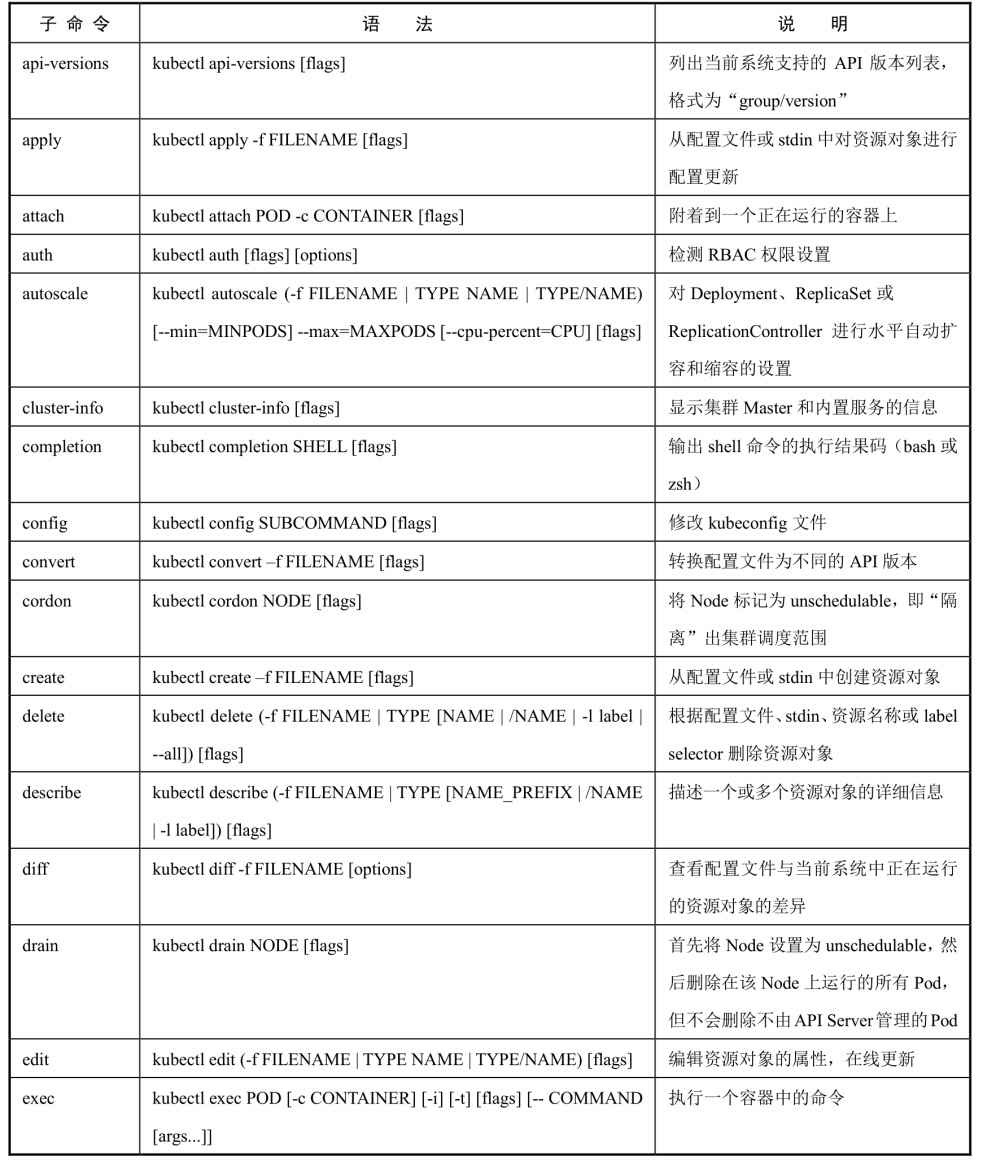 子 命 令 语 法 说 明
api-versions kubectl api-versions [flags] 列出当前系统支持的 API 版本列表，
格式为“group/version”
apply kubectl apply -f FILENAME [flags] 从配置文件或 stdin 中对资源对象进行
配置更新
attach kubectl attach POD -c CONTAINER [flags] 附着到一个正在运行的容器上
auth kubectl auth [flags] [options] 检测 RBAC 权限设置
autoscale kubectl autoscale (-f FILENAME | TYPE NAME | TYPE/NAME) 对 Deployment、ReplicaSet 或
[--min=MINPODS] --max=MAXPODS [--cpu-percent=CPU] [flags] ReplicationController 进行水平自动扩
容和缩容的设置
cluster-info kubectl cluster-info [flags] 显示集群 Master 和内置服务的信息
completion kubectl completion SHELL [flags] 输出 shell 命令的执行结果码（bash 或
zsh）
config kubectl config SUBCOMMAND [flags] 修改 kubeconfig 文件
convert kubectl convert –f FILENAME [flags] 转换配置文件为不同的 API 版本
cordon kubectl cordon NODE [flags] 将 Node 标记为 unschedulable，即“隔
离”出集群调度范围
create kubectl create –f FILENAME [flags] 从配置文件或 stdin 中创建资源对象
delete kubectl delete (-f FILENAME | TYPE [NAME | /NAME | -l label | 根据配置文件、stdin、资源名称或 label
--all]) [flags] selector 删除资源对象
describe kubectl describe (-f FILENAME | TYPE [NAME_PREFIX | /NAME 描述一个或多个资源对象的详细信息
| -l label]) [flags]
diff kubectl diff -f FILENAME [options] 查看配置文件与当前系统中正在运行
的资源对象的差异
drain kubectl drain NODE [flags] 首先将 Node 设置为 unschedulable，然
后删除在该 Node 上运行的所有 Pod，
但不会删除不由 API Server 管理的 Pod
edit kubectl edit (-f FILENAME | TYPE NAME | TYPE/NAME) [flags] 编辑资源对象的属性，在线更新
exec kubectl exec POD [-c CONTAINER] [-i] [-t] [flags] [-- COMMAND 执行一个容器中的命令
[args...]]